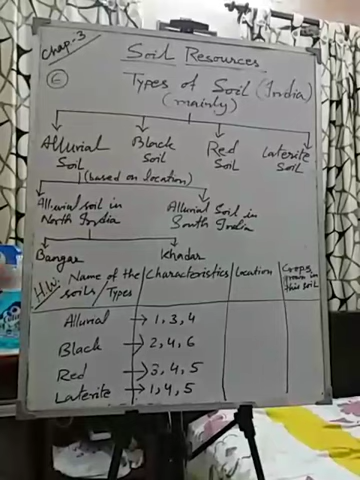 Chap-3
Soil Resources
6
Types of Soil (India)
(mainly)
Alluvial Soil
Black Soil
Red Soil
Laterite Soil
(based on location)
Alluvial soil in North India
Alluvial Soil in South India
Bangar
Khadar
H.W.
Name of the soils / Types
Characteristics
Location
Crops grown in this soil
Alluvial → 1, 3, 4
Black → 2, 4, 6
Red → 3, 4, 5
Laterite → 1, 4, 5